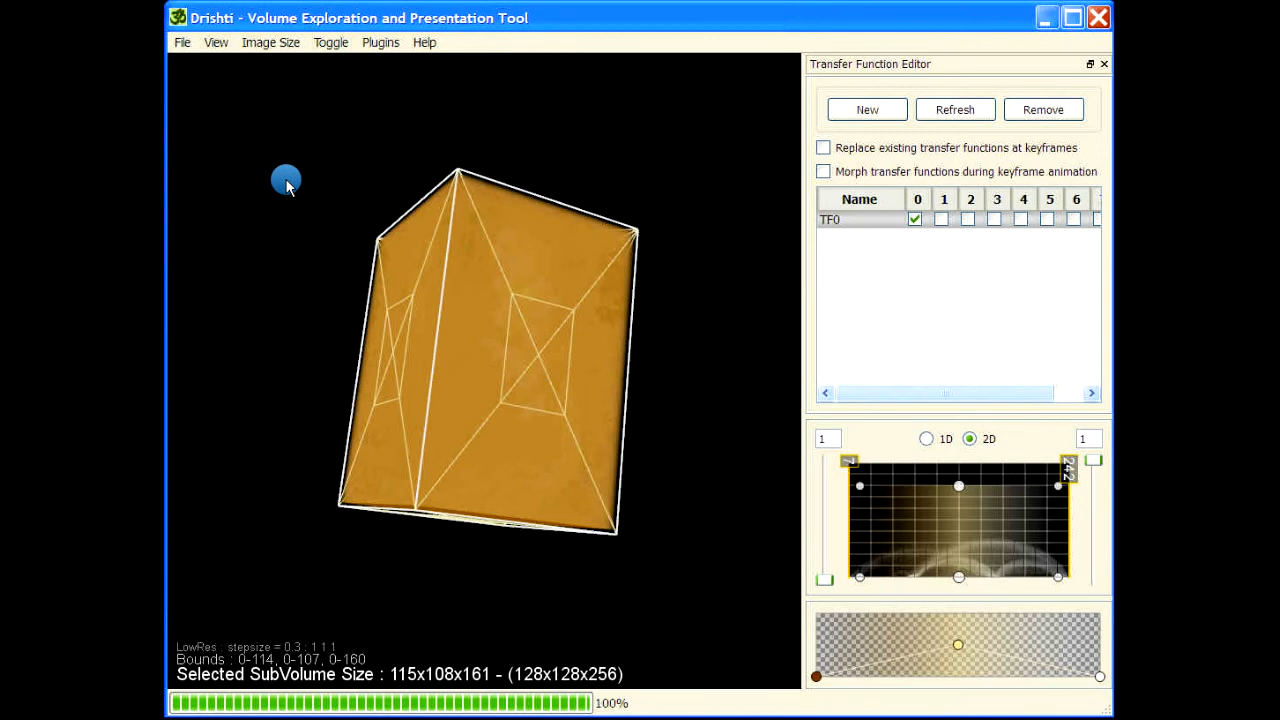 Drishti - Volume Exploration and Presentation Tool
File View Image Size Toggle Plugins Help
Transfer Function Editor
New Refresh Remove
Replace existing transfer functions at keyframes
Morph transfer functions during keyframe animation
Name 0 1 2 3 4 5 6
TF0
1 1D 2D 1
7 242
LowRes : stepsize = 0.3 : 1 1 1
Bounds : 0-114, 0-107, 0-160
Selected SubVolume Size : 115x108x161 - (128x128x256)
100%